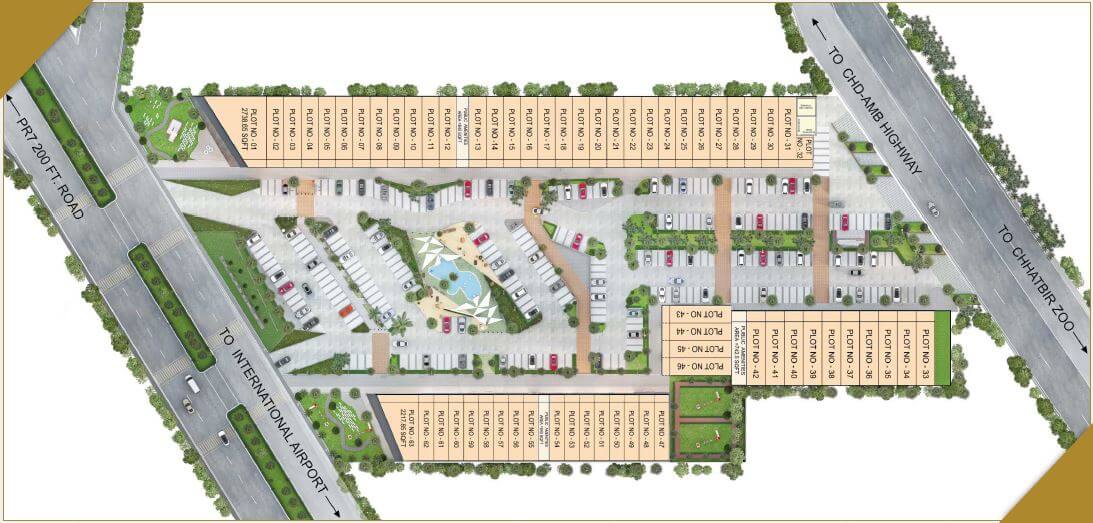 PR7 200 FT. ROAD
TO INTERNATIONAL AIRPORT
TO CHD-AMB HIGHWAY
TO CHHATBIR ZOO
PLOT NO - 01
2738.65 SQFT
PLOT NO - 02
PLOT NO - 03
PLOT NO - 04
PLOT NO - 05
PLOT NO - 06
PLOT NO - 07
PLOT NO - 08
PLOT NO - 09
PLOT NO - 10
PLOT NO - 11
PLOT NO - 12
PUBLIC AMENITIES
PLOT NO - 13
PLOT NO - 14
PLOT NO - 15
PLOT NO - 16
PLOT NO - 17
PLOT NO - 18
PLOT NO - 19
PLOT NO - 20
PLOT NO - 21
PLOT NO - 22
PLOT NO - 23
PLOT NO - 24
PLOT NO - 25
PLOT NO - 26
PLOT NO - 27
PLOT NO - 28
PLOT NO - 29
PLOT NO - 30
PLOT NO - 31
PLOT
NO - 32
PLOT NO - 43
PLOT NO - 44
PLOT NO - 45
PLOT NO - 46
PUBLIC AMENITIES
PLOT NO - 42
PLOT NO - 41
PLOT NO - 40
PLOT NO - 39
PLOT NO - 38
PLOT NO - 37
PLOT NO - 36
PLOT NO - 35
PLOT NO - 34
PLOT NO - 33
PLOT NO - 63
2217.65 SQFT
PLOT NO - 62
PLOT NO - 61
PLOT NO - 60
PLOT NO - 59
PLOT NO - 58
PLOT NO - 57
PLOT NO - 56
PLOT NO - 55
PUBLIC AMENITIES
PLOT NO - 54
PLOT NO - 53
PLOT NO - 52
PLOT NO - 51
PLOT NO - 50
PLOT NO - 49
PLOT NO - 48
PLOT NO - 47